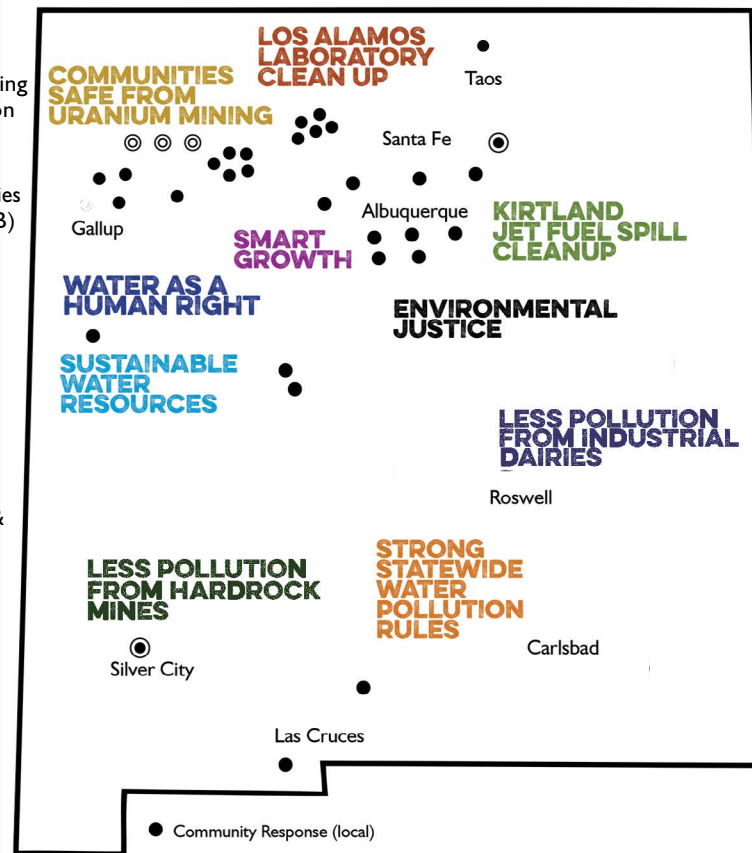 LOS ALAMOS
LABORATORY
CLEAN UP
Taos
COMMUNITIES
SAFE FROM
URANIUM MINING
Santa Fe
Gallup
Albuquerque
KIRTLAND
JET FUEL SPILL
CLEANUP
SMART
GROWTH
WATER AS A
HUMAN RIGHT
ENVIRONMENTAL
JUSTICE
SUSTAINABLE
WATER
RESOURCES
LESS POLLUTION
FROM INDUSTRIAL
DAIRIES
Roswell
&
STRONG
STATEWIDE
WATER
POLLUTION
RULES
LESS POLLUTION
FROM HARDROCK
MINES
Carlsbad
Silver City
Las Cruces
Community Response (local)